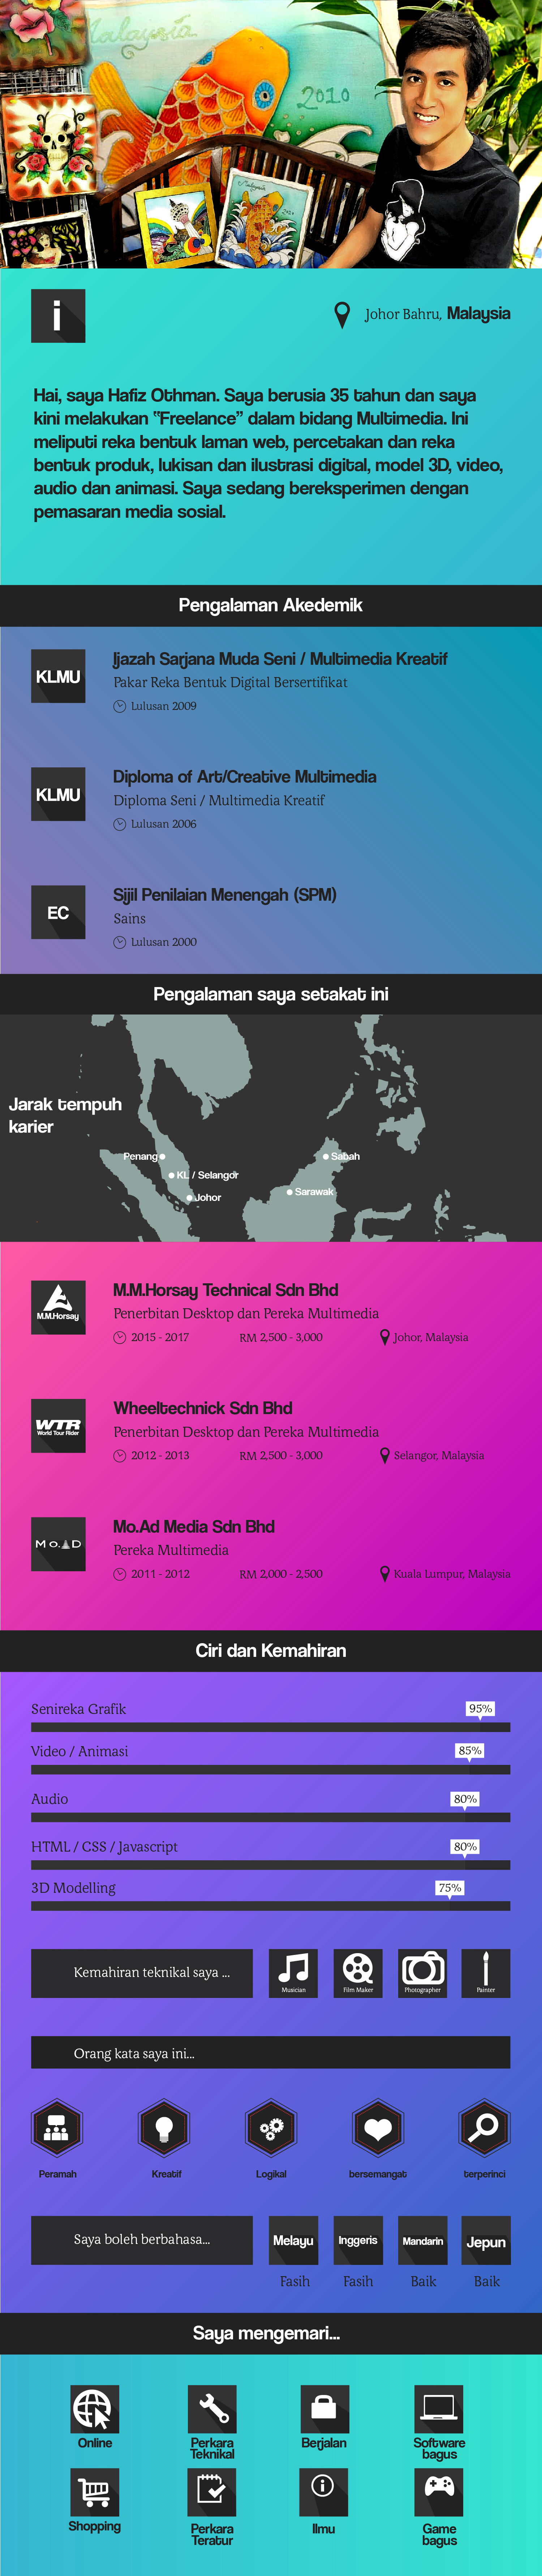 Malaysia
2010
i
Johor Bahru, Malaysia
Hai, saya Hafiz Othman. Saya berusia 35 tahun dan saya
kini melakukan “Freelance” dalam bidang Multimedia. Ini
meliputi reka bentuk laman web, percetakan dan reka
bentuk produk, lukisan dan ilustrasi digital, model 3D, video,
audio dan animasi. Saya sedang bereksperimen dengan
pemasaran media sosial.
Pengalaman Akedemik
KLMU
Ijazah Sarjana Muda Seni / Multimedia Kreatif
Pakar Reka Bentuk Digital Bersertifikat
Lulusan 2009
KLMU
Diploma of Art/Creative Multimedia
Diploma Seni / Multimedia Kreatif
Lulusan 2006
EC
Sijil Penilaian Menengah (SPM)
Sains
Lulusan 2000
Pengalaman saya setakat ini
Jarak tempuh
karier
Penang
KL / Selangor
Johor
Sabah
Sarawak
M.M.Horsay
M.M.Horsay Technical Sdn Bhd
Penerbitan Desktop dan Pereka Multimedia
2015 - 2017 RM 2,500 - 3,000 Johor, Malaysia
WTR
World Tour Rider
Wheeltechnick Sdn Bhd
Penerbitan Desktop dan Pereka Multimedia
2012 - 2013 RM 2,500 - 3,000 Selangor, Malaysia
Mo.AD
Mo.Ad Media Sdn Bhd
Pereka Multimedia
2011 - 2012 RM 2,000 - 2,500 Kuala Lumpur, Malaysia
Ciri dan Kemahiran
Senireka Grafik 95%
Video / Animasi 85%
Audio 80%
HTML / CSS / Javascript 80%
3D Modelling 75%
Kemahiran teknikal saya ...
Musician Film Maker Photographer Painter
Orang kata saya ini...
Peramah Kreatif Logikal bersemangat terperinci
Saya boleh berbahasa...
Melayu Inggeris Mandarin Jepun
Fasih Fasih Baik Baik
Saya mengemari...
Online
Perkara
Teknikal
Berjalan
Software
bagus
Shopping
Perkara
Teratur
Ilmu
Game
bagus